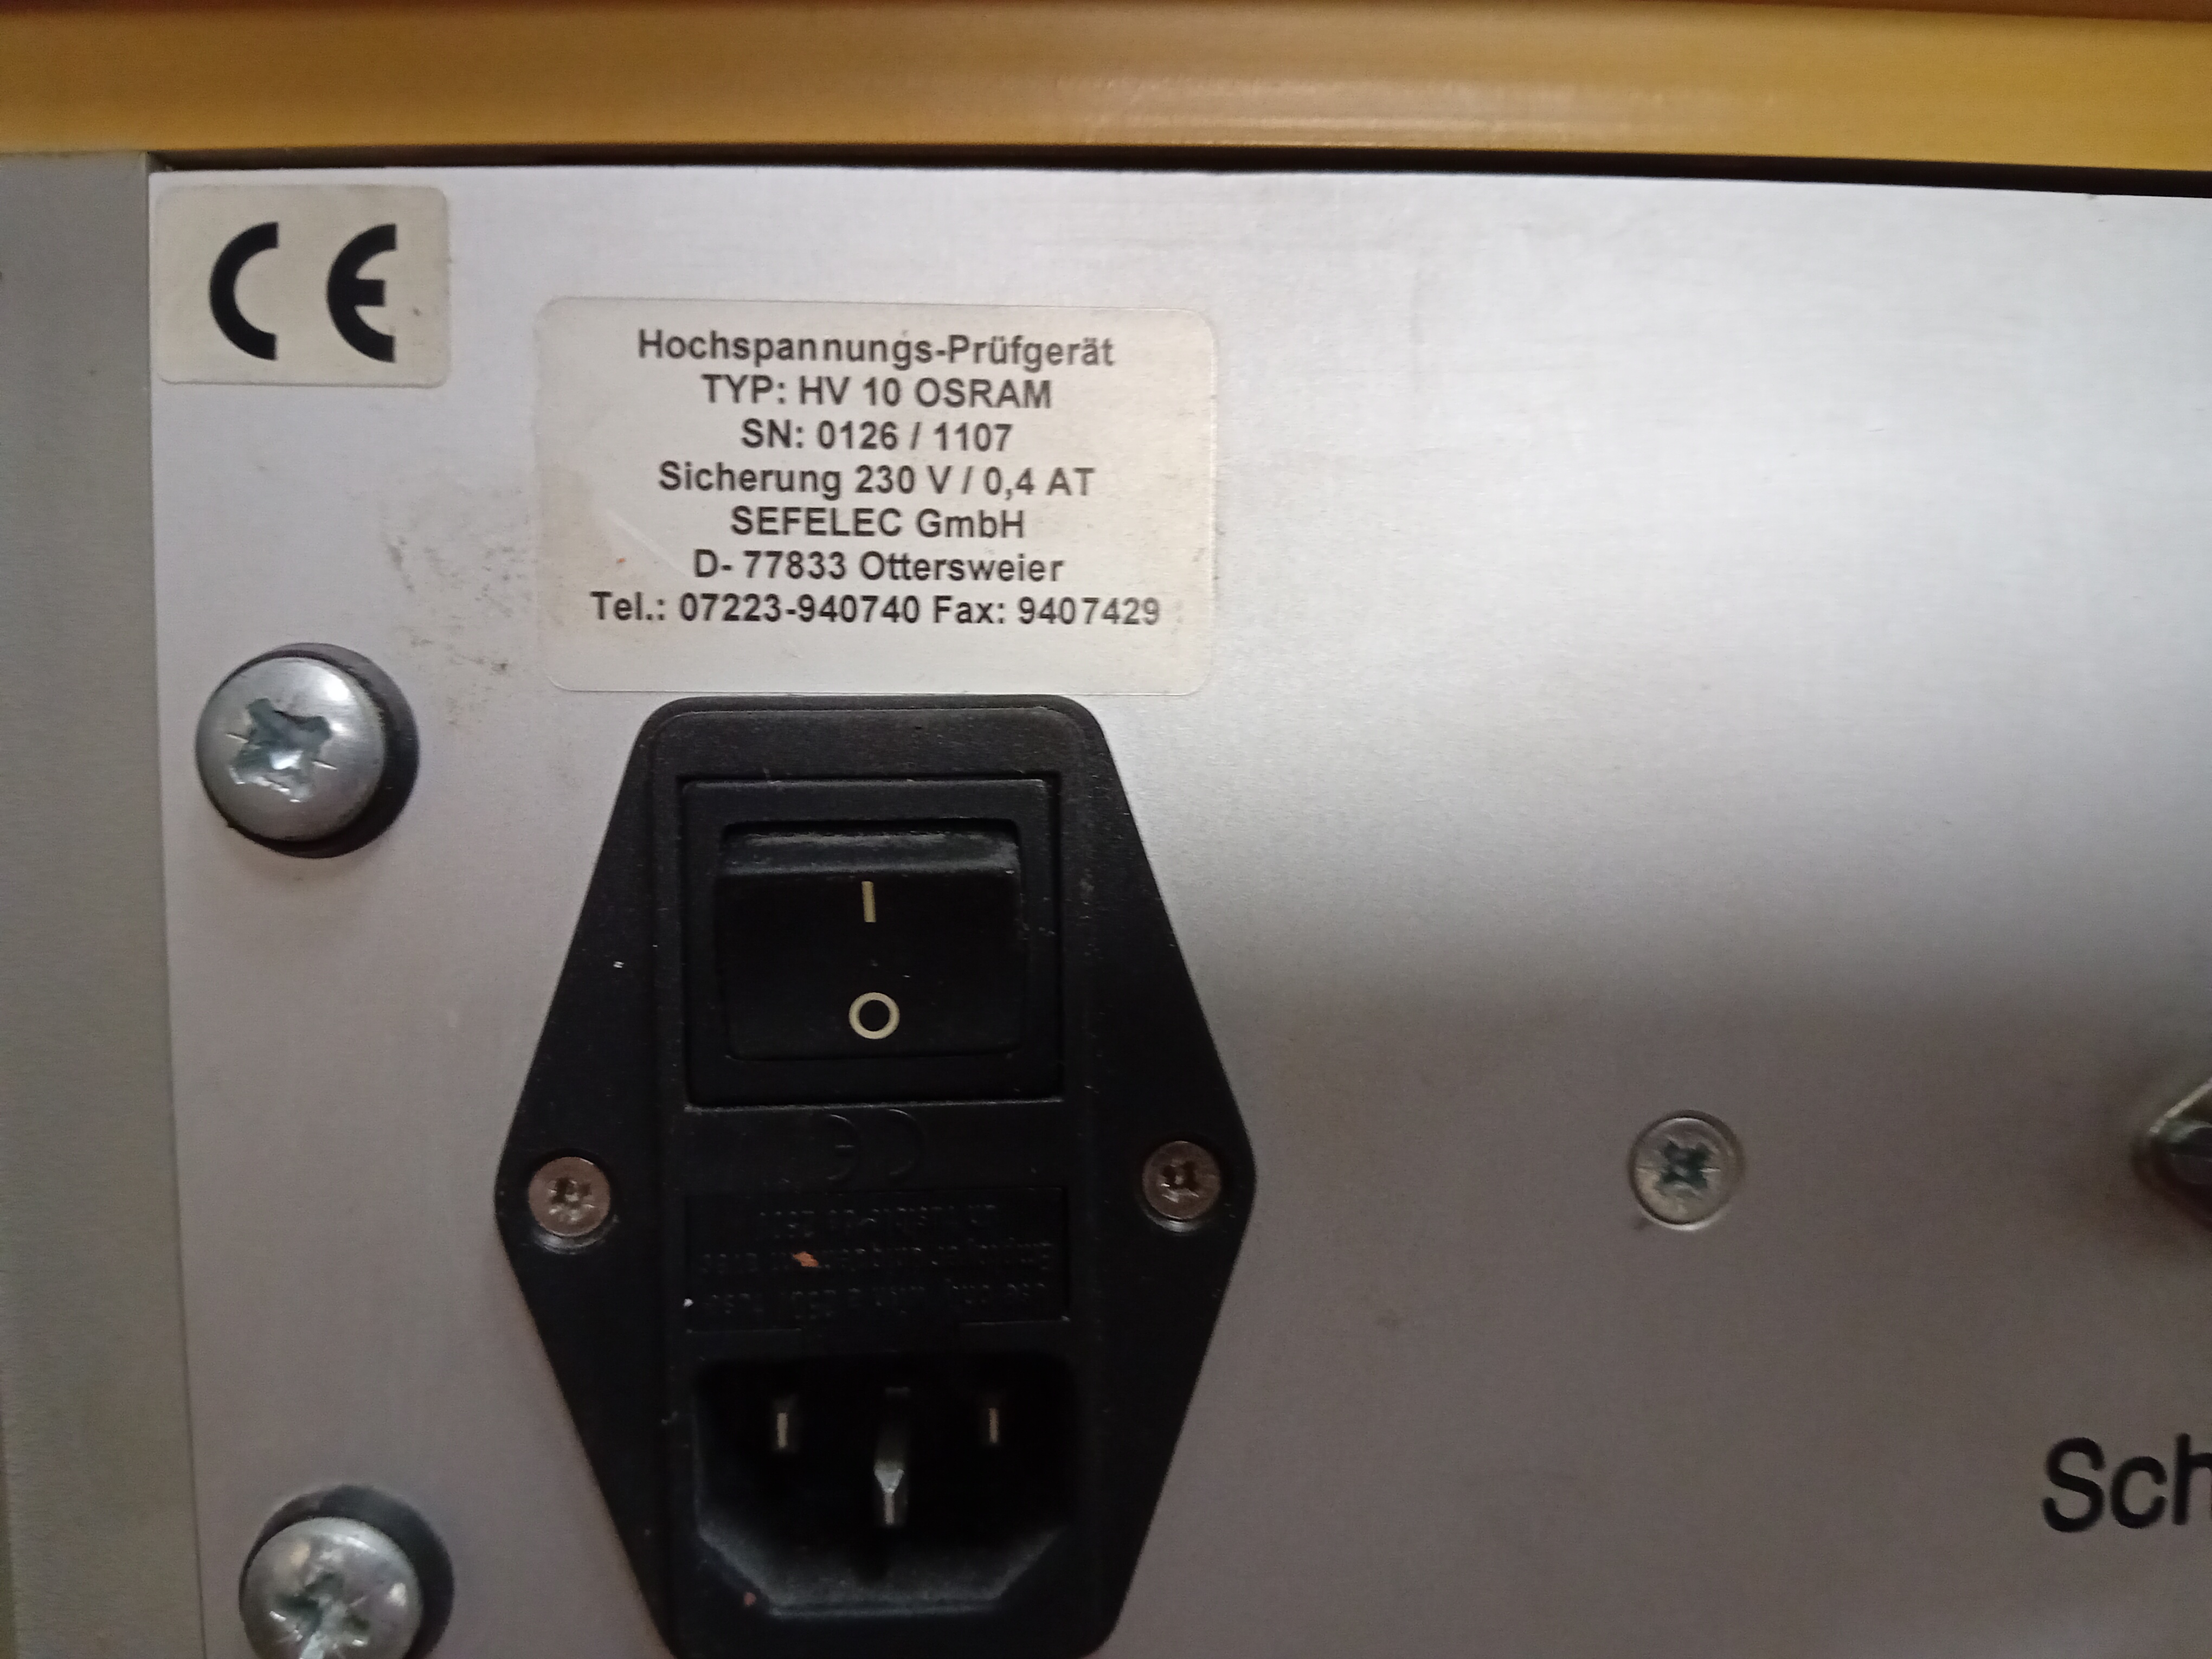 CE
Hochspannungs-Prüfgerät
TYP: HV 10 OSRAM
SN: 0126 / 1107
Sicherung 230 V / 0,4 AT
SEFELEC GmbH
D- 77833 Ottersweier
Tel.: 07223-940740 Fax: 9407429
I
O
Sch